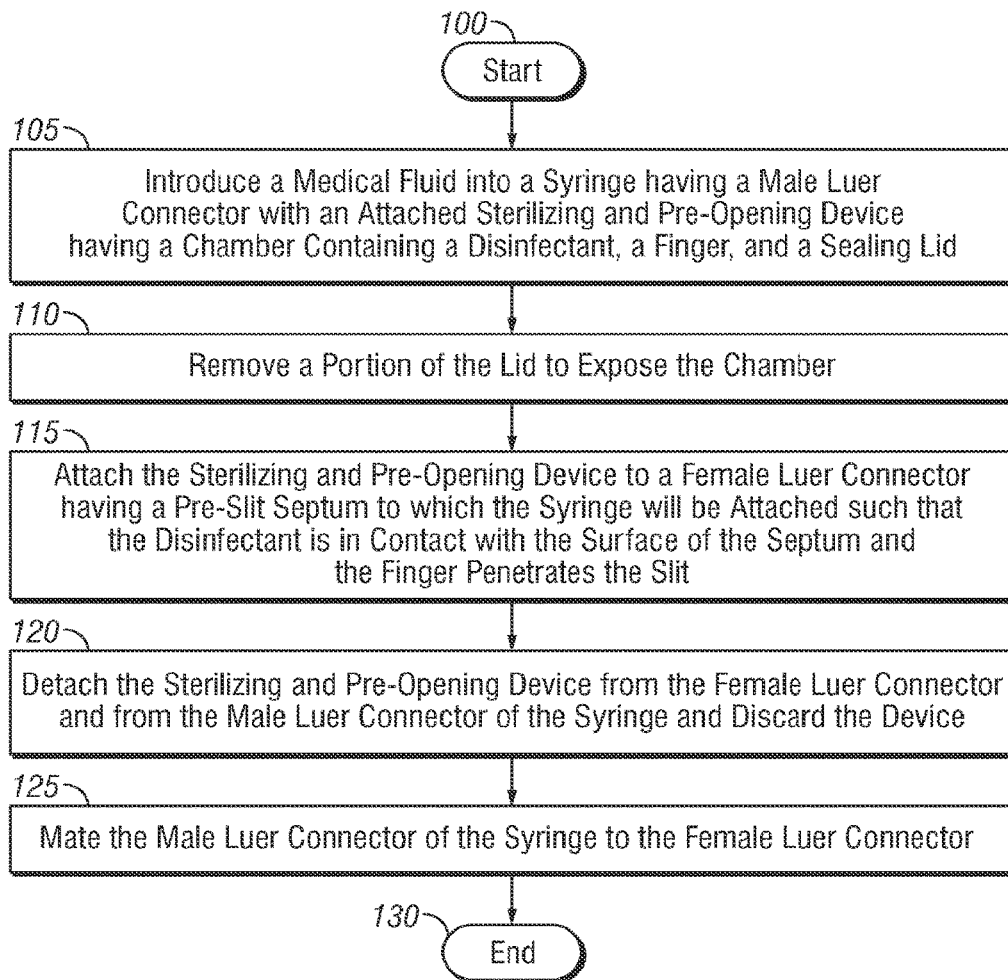 100
Start
105
Introduce a Medical Fluid into a Syringe having a Male Luer
Connector with an Attached Sterilizing and Pre-Opening Device
having a Chamber Containing a Disinfectant, a Finger, and a Sealing Lid
110
Remove a Portion of the Lid to Expose the Chamber
115
Attach the Sterilizing and Pre-Opening Device to a Female Luer Connector
having a Pre-Slit Septum to which the Syringe will be Attached such that
the Disinfectant is in Contact with the Surface of the Septum and
the Finger Penetrates the Slit
120
Detach the Sterilizing and Pre-Opening Device from the Female Luer Connector
and from the Male Luer Connector of the Syringe and Discard the Device
125
Mate the Male Luer Connector of the Syringe to the Female Luer Connector
130
End